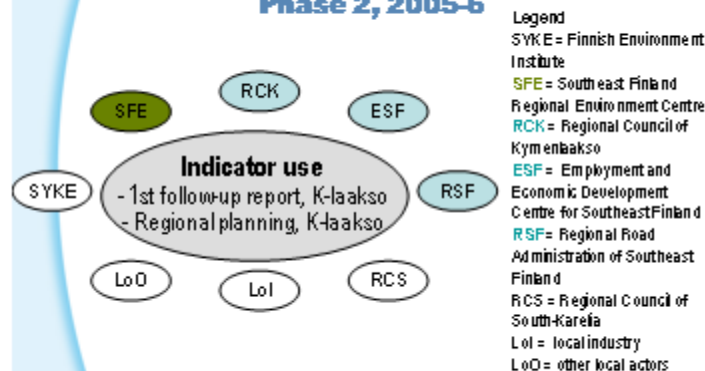 Phase 2, 2005-6
SFE
RCK
ESF
SYKE
Indicator use
- 1st follow-up report, K-laakso
- Regional planning, K-laakso
RSF
LoO
LoI
RCS
Legend
SYKE = Finnish Environment
Institute
SFE = Southeast Finland
Regional Environment Centre
RCK = Regional Council of
Kymenlaakso
ESF = Employment and
Economic Development
Centre for Southeast Finland
RSF = Regional Road
Administration of Southeast
Finland
RCS = Regional Council of
South-Karelia
LoI = local industry
LoO = other local actors